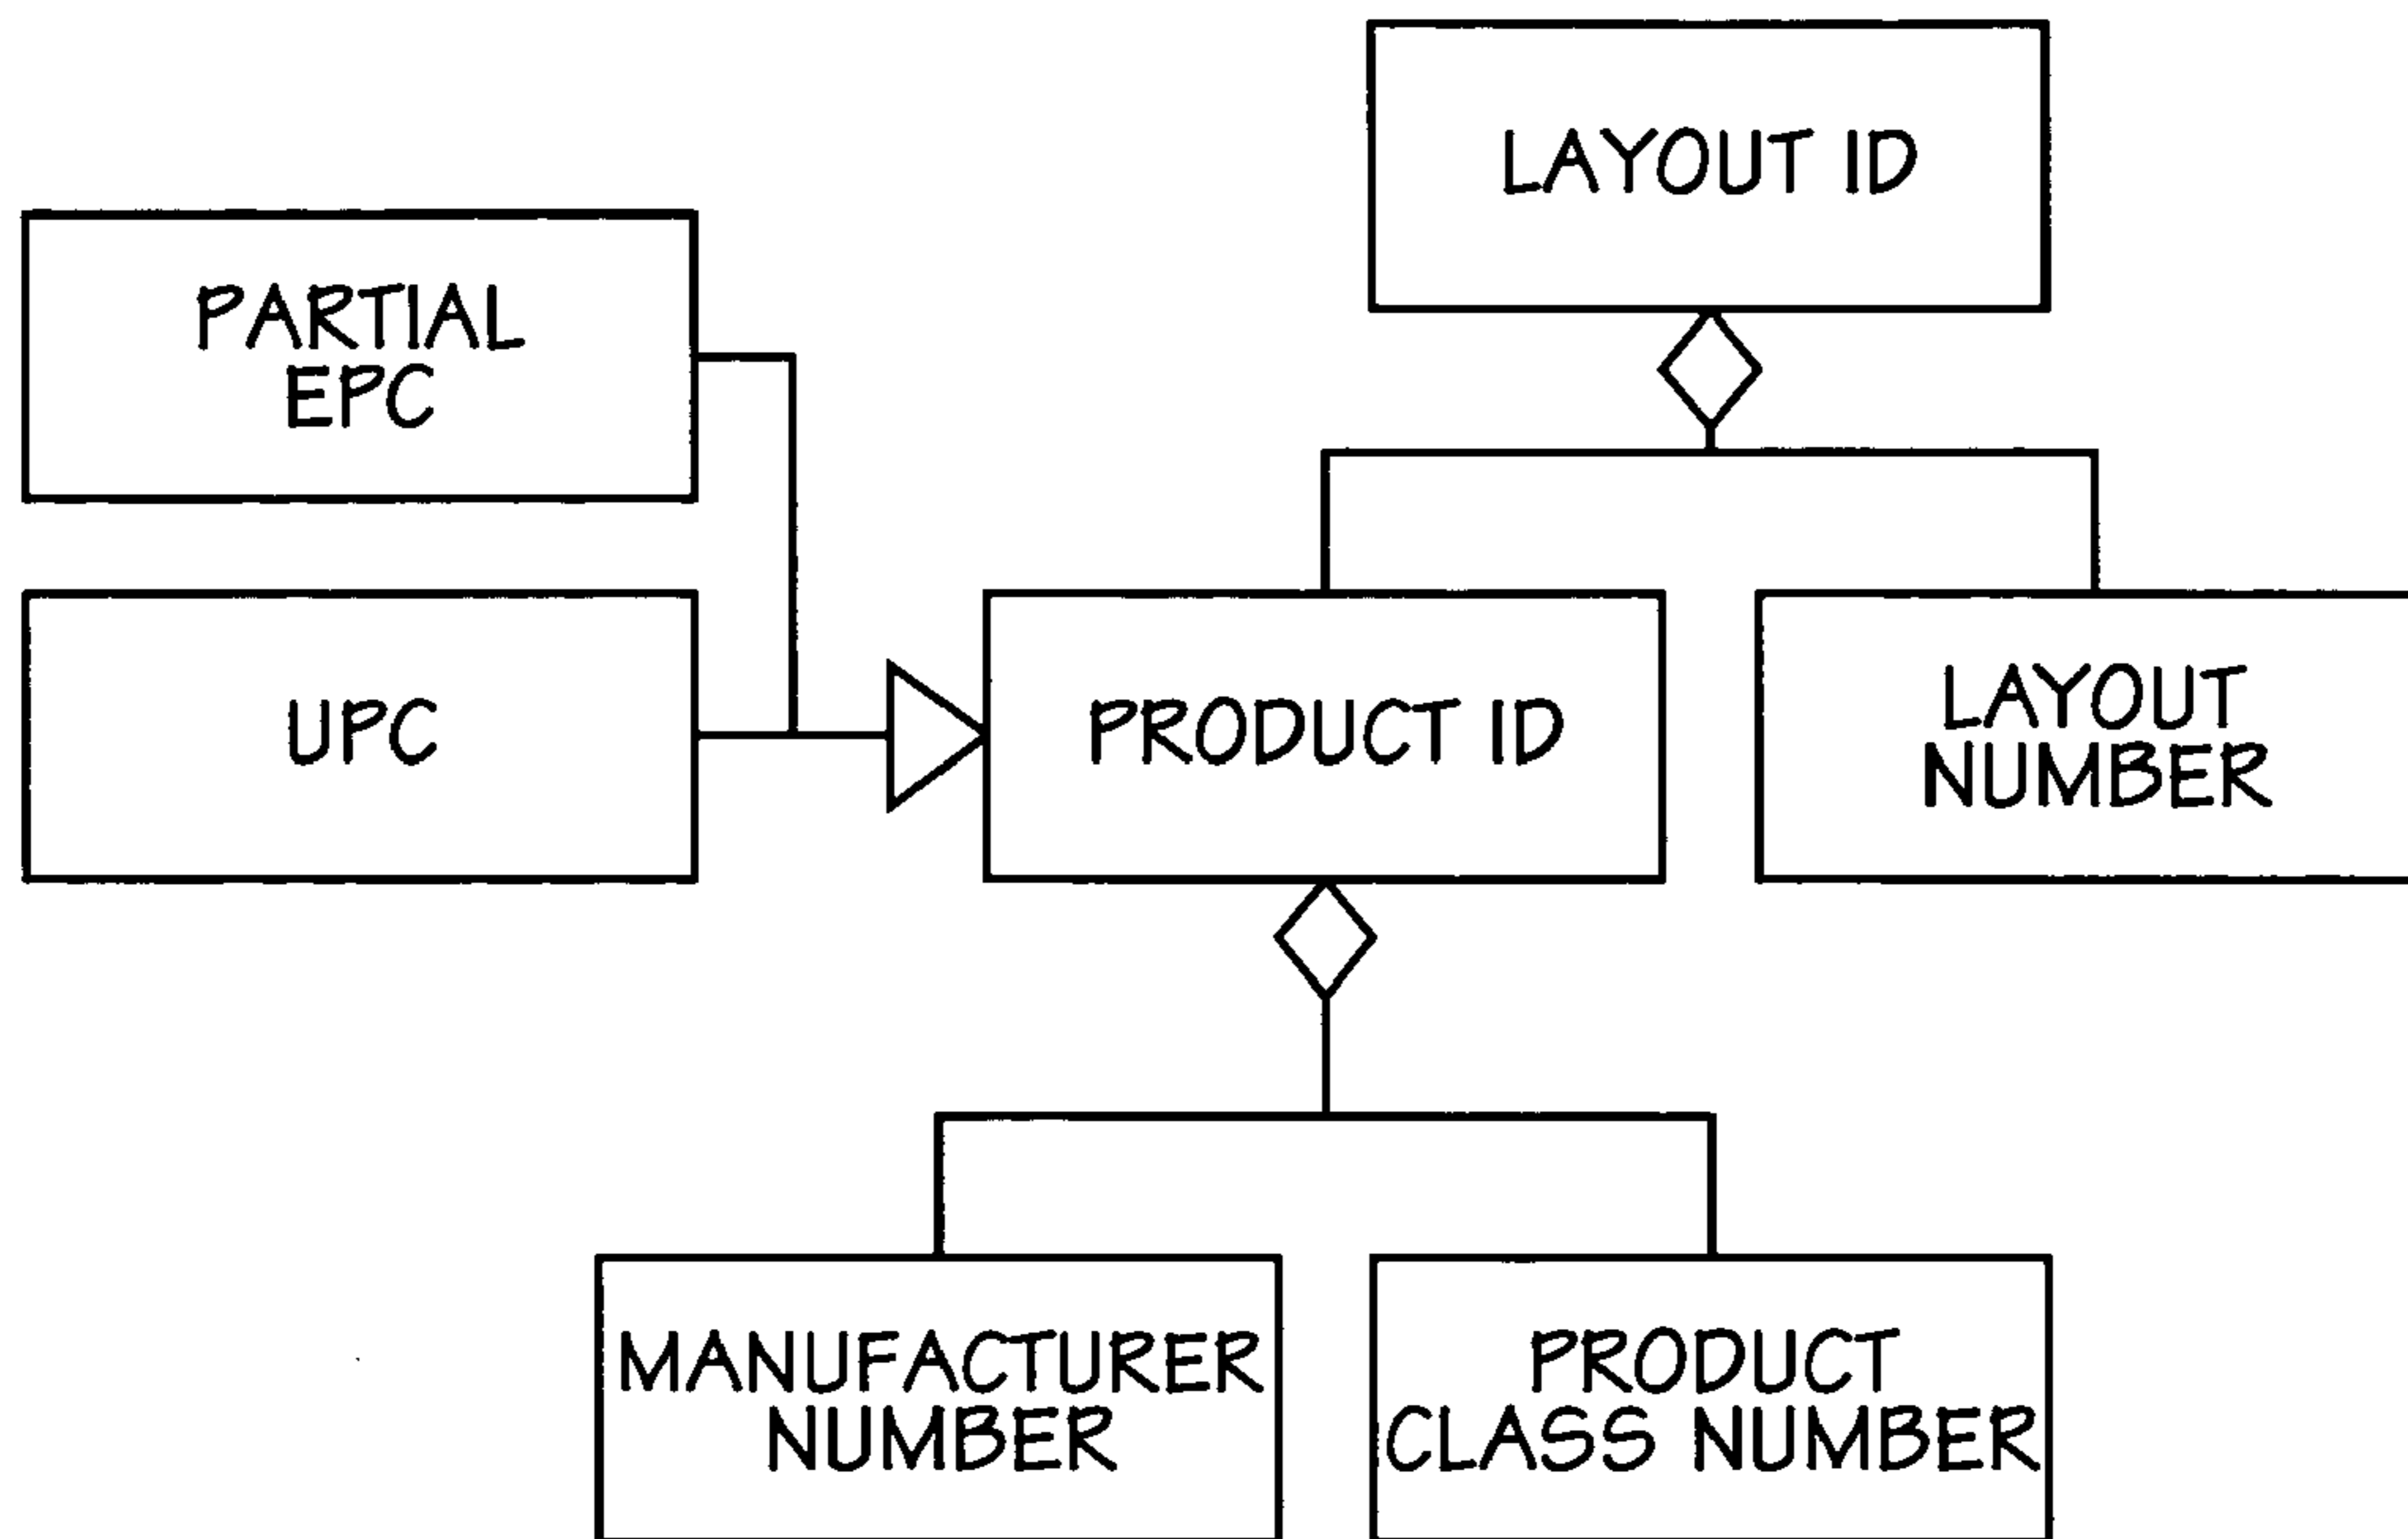 LAYOUT ID
PARTIAL
EPC
UPC
PRODUCT ID
LAYOUT
NUMBER
MANUFACTURER
NUMBER
PRODUCT
CLASS NUMBER